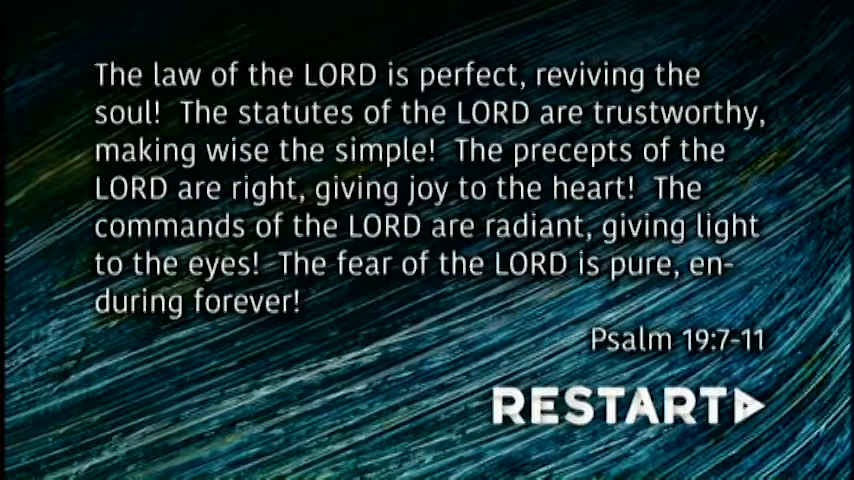 The law of the LORD is perfect, reviving the
soul!  The statutes of the LORD are trustworthy,
making wise the simple!  The precepts of the
LORD are right, giving joy to the heart!  The
commands of the LORD are radiant, giving light
to the eyes!  The fear of the LORD is pure, en-
during forever!
Psalm 19:7-11
RESTART